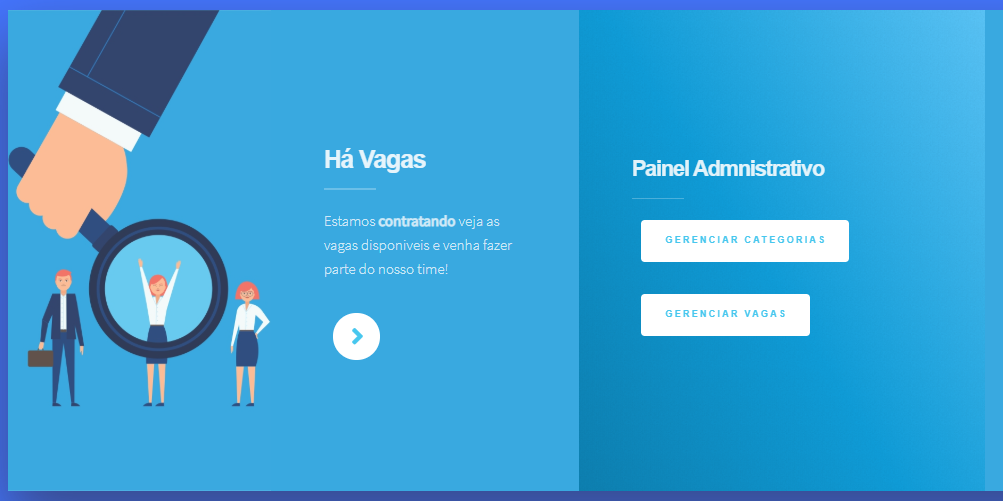 Há Vagas
Estamos contratando veja as
vagas disponiveis e venha fazer
parte do nosso time!
Painel Admnistrativo
GERENCIAR CATEGORIAS
GERENCIAR VAGAS